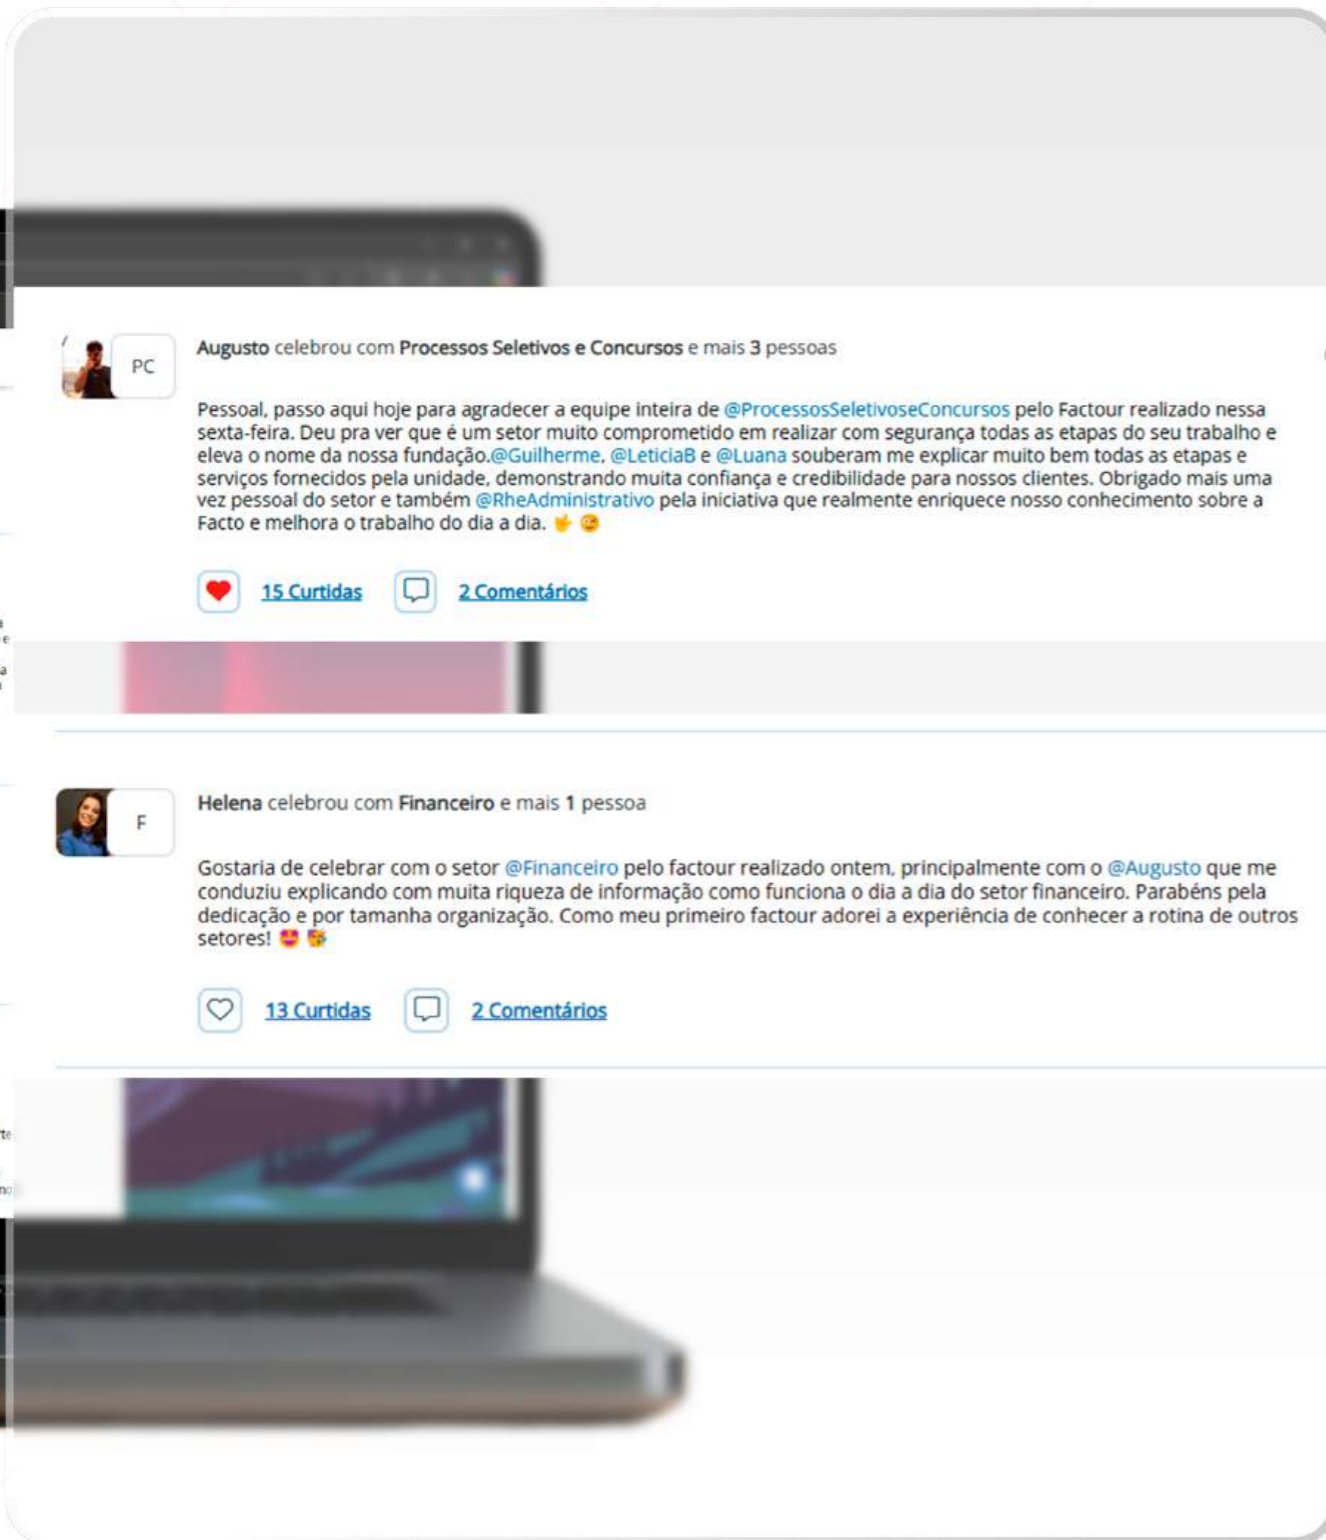 PC
Augusto celebrou com Processos Seletivos e Concursos e mais 3 pessoas
Pessoal, passo aqui hoje para agradecer a equipe inteira de @ProcessosSeletivoseConcursos pelo Factour realizado nessa
sexta-feira. Deu pra ver que é um setor muito comprometido em realizar com segurança todas as etapas do seu trabalho e
eleva o nome da nossa fundação.@Guilherme, @LeticiaB e @Luana souberam me explicar muito bem todas as etapas e
serviços fornecidos pela unidade, demonstrando muita confiança e credibilidade para nossos clientes. Obrigado mais uma
vez pessoal do setor e também @RheAdministrativo pela iniciativa que realmente enriquece nosso conhecimento sobre a
Facto e melhora o trabalho do dia a dia. 🤟 😉
15 Curtidas 2 Comentários
F
Helena celebrou com Financeiro e mais 1 pessoa
Gostaria de celebrar com o setor @Financeiro pelo factour realizado ontem, principalmente com o @Augusto que me
conduziu explicando com muita riqueza de informação como funciona o dia a dia do setor financeiro. Parabéns pela
dedicação e por tamanha organização. Como meu primeiro factour adorei a experiência de conhecer a rotina de outros
setores! 🤩 🥳
13 Curtidas 2 Comentários